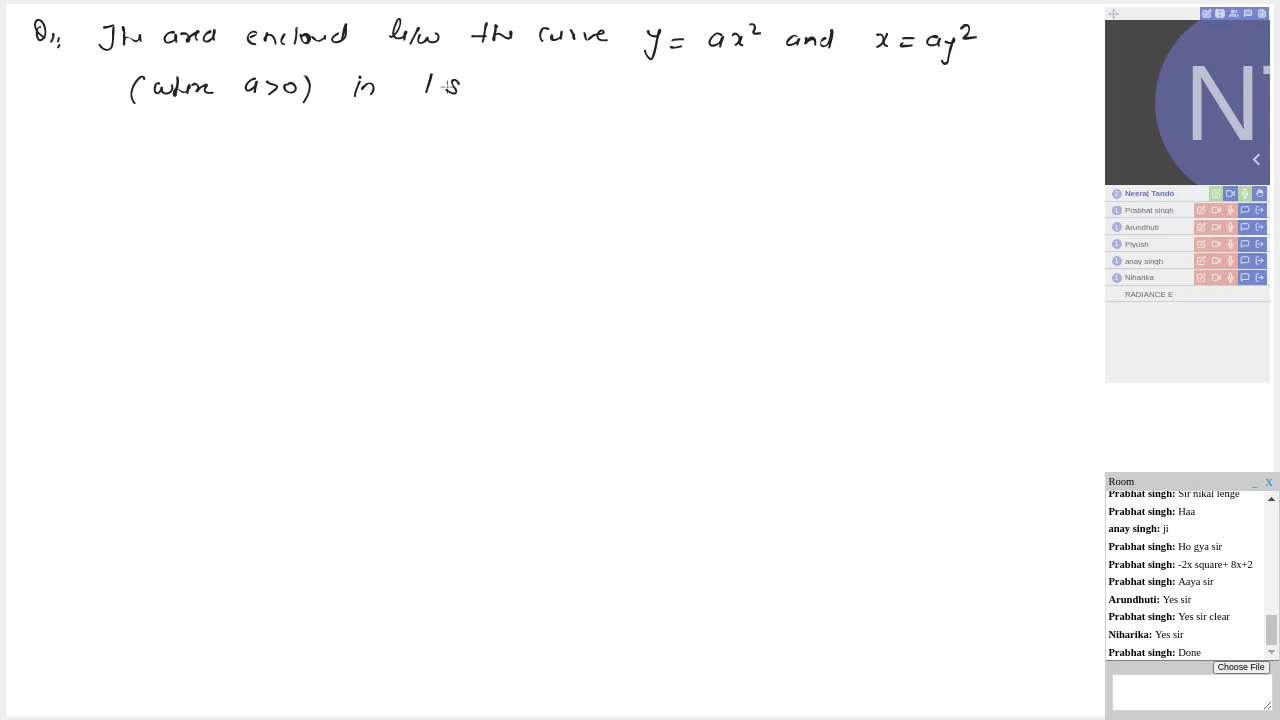 Q1: The area enclosed b/w the curve y = ax² and x = ay²
(where a>0) in 1 s
NT
Neeraj Tando
Prabhat singh
Arundhuti
Piyush
anay singh
Niharika
RADIANCE E
Room _ X
Prabhat singh: Sir nikal lenge
Prabhat singh: Haa
anay singh: ji
Prabhat singh: Ho gya sir
Prabhat singh: -2x square+ 8x+2
Prabhat singh: Aaya sir
Arundhuti: Yes sir
Prabhat singh: Yes sir clear
Niharika: Yes sir
Prabhat singh: Done
Choose File